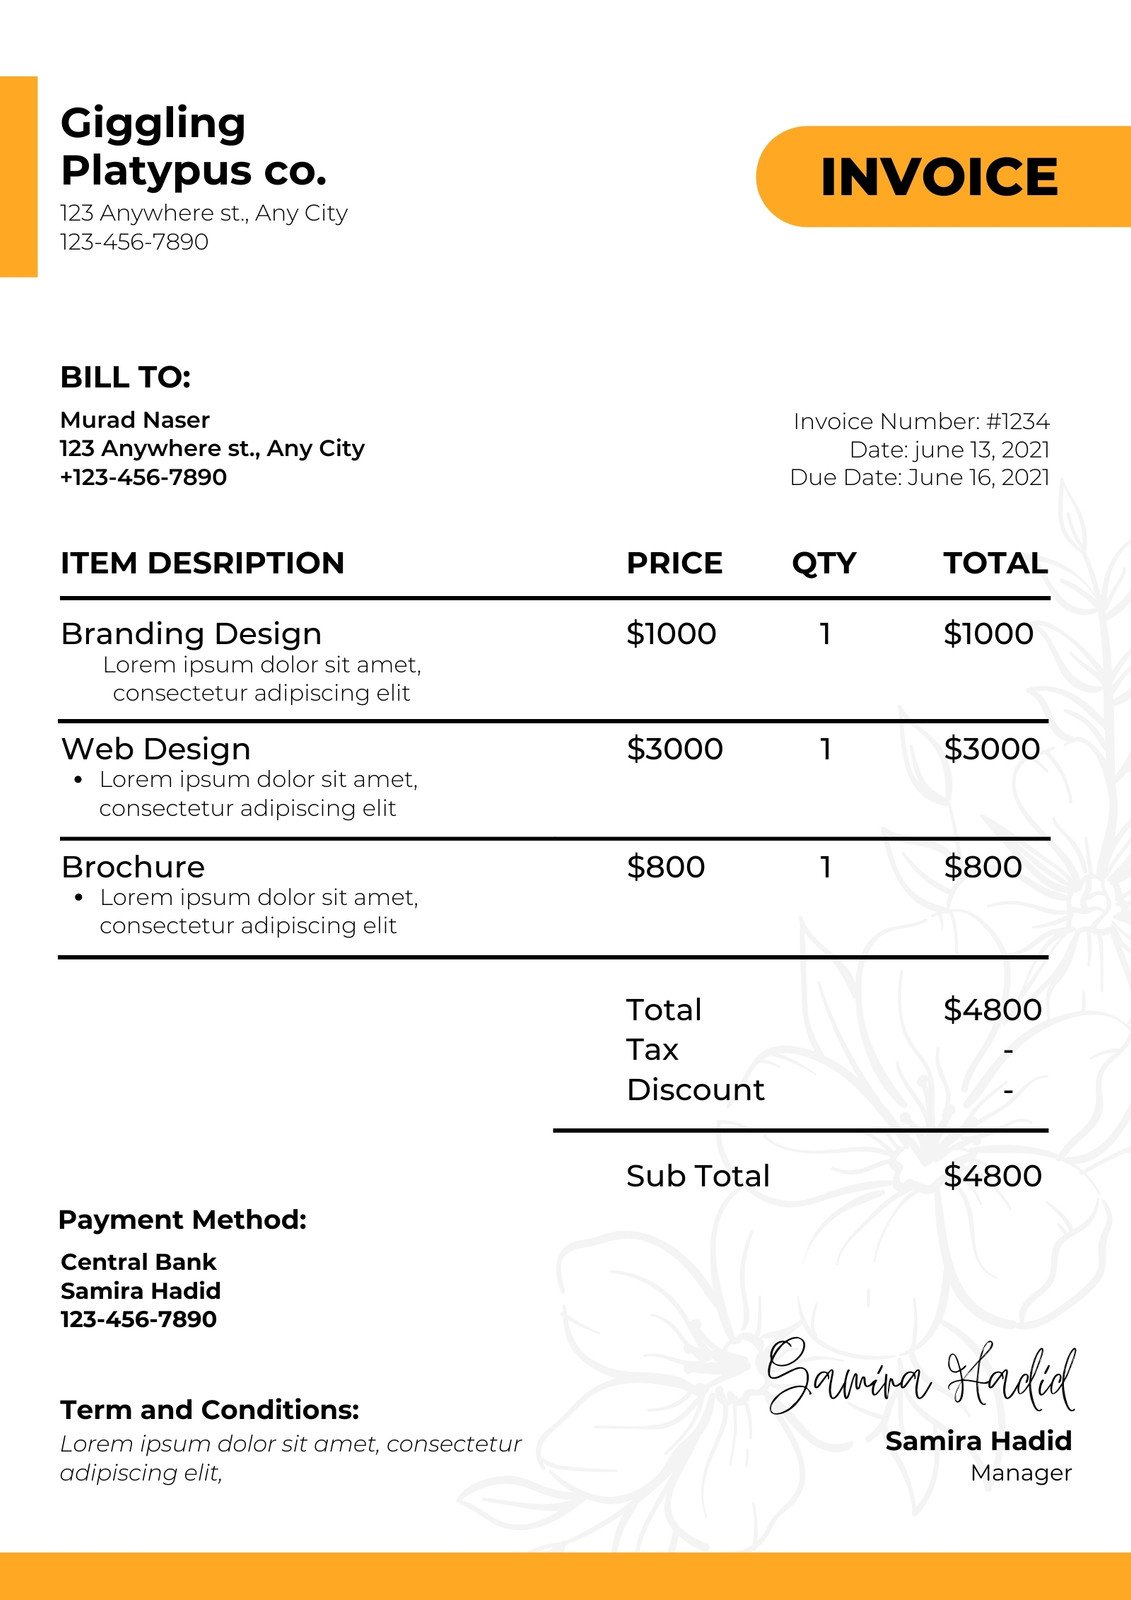 Giggling
Platypus co.
123 Anywhere st., Any City
123-456-7890
INVOICE
BILL TO:
Murad Naser
123 Anywhere st., Any City
+123-456-7890
Invoice Number: #1234
Date: june 13, 2021
Due Date: June 16, 2021
ITEM DESRIPTION PRICE QTY TOTAL
Branding Design $1000 1 $1000
Lorem ipsum dolor sit amet,
consectetur adipiscing elit
Web Design $3000 1 $3000
• Lorem ipsum dolor sit amet,
consectetur adipiscing elit
Brochure $800 1 $800
• Lorem ipsum dolor sit amet,
consectetur adipiscing elit
Total $4800
Tax -
Discount -
Sub Total $4800
Payment Method:
Central Bank
Samira Hadid
123-456-7890
Term and Conditions:
Lorem ipsum dolor sit amet, consectetur
adipiscing elit,
Samira Hadid
Samira Hadid
Manager